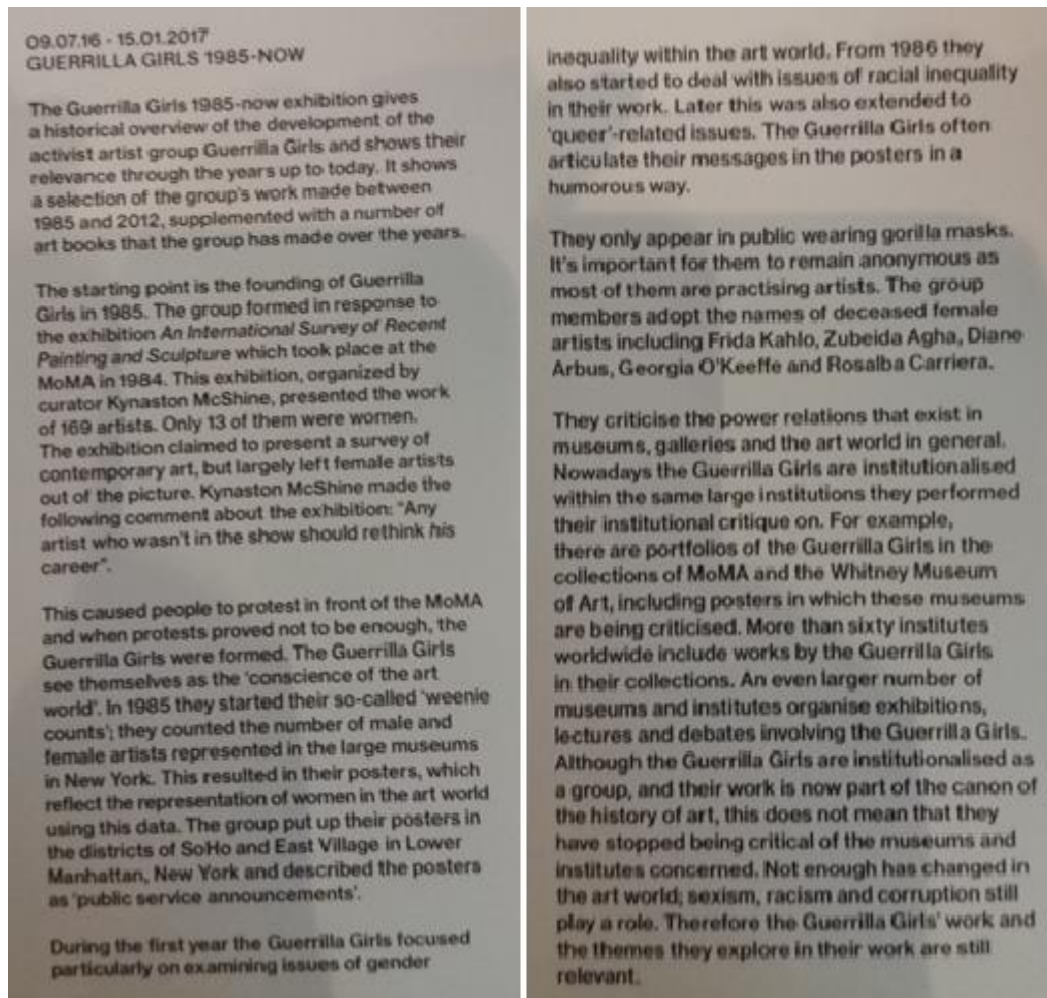 09.07.16 - 15.01.2017
GUERRILLA GIRLS 1985-NOW
The Guerrilla Girls 1985-now exhibition gives
a historical overview of the development of the
activist artist group Guerrilla Girls and shows their
relevance through the years up to today. It shows
a selection of the group's work made between
1985 and 2012, supplemented with a number of
art books that the group has made over the years.
The starting point is the founding of Guerrilla
Girls in 1985. The group formed in response to
the exhibition An International Survey of Recent
Painting and Sculpture which took place at the
MoMA in 1984. This exhibition, organized by
curator Kynaston McShine, presented the work
of 169 artists. Only 13 of them were women.
The exhibition claimed to present a survey of
contemporary art, but largely left female artists
out of the picture. Kynaston McShine made the
following comment about the exhibition: "Any
artist who wasn't in the show should rethink his
career".
This caused people to protest in front of the MoMA
and when protests proved not to be enough, the
Guerrilla Girls were formed. The Guerrilla Girls
see themselves as the 'conscience of the art
world'. In 1985 they started their so-called 'weenie
counts'; they counted the number of male and
female artists represented in the large museums
in New York. This resulted in their posters, which
reflect the representation of women in the art world
using this data. The group put up their posters in
the districts of SoHo and East Village in Lower
Manhattan, New York and described the posters
as 'public service announcements'.
During the first year the Guerrilla Girls focused
particularly on examining issues of gender
inequality within the art world. From 1986 they
also started to deal with issues of racial inequality
in their work. Later this was also extended to
'queer'-related issues. The Guerrilla Girls often
articulate their messages in the posters in a
humorous way.
They only appear in public wearing gorilla masks.
It's important for them to remain anonymous as
most of them are practising artists. The group
members adopt the names of deceased female
artists including Frida Kahlo, Zubeida Agha, Diane
Arbus, Georgia O'Keeffe and Rosalba Carriera.
They criticise the power relations that exist in
museums, galleries and the art world in general.
Nowadays the Guerrilla Girls are institutionalised
within the same large institutions they performed
their institutional critique on. For example,
there are portfolios of the Guerrilla Girls in the
collections of MoMA and the Whitney Museum
of Art, including posters in which these museums
are being criticised. More than sixty institutes
worldwide include works by the Guerrilla Girls
in their collections. An even larger number of
museums and institutes organise exhibitions,
lectures and debates involving the Guerrilla Girls.
Although the Guerrilla Girls are institutionalised as
a group, and their work is now part of the canon of
the history of art, this does not mean that they
have stopped being critical of the museums and
institutes concerned. Not enough has changed in
the art world; sexism, racism and corruption still
play a role. Therefore the Guerrilla Girls' work and
the themes they explore in their work are still
relevant.